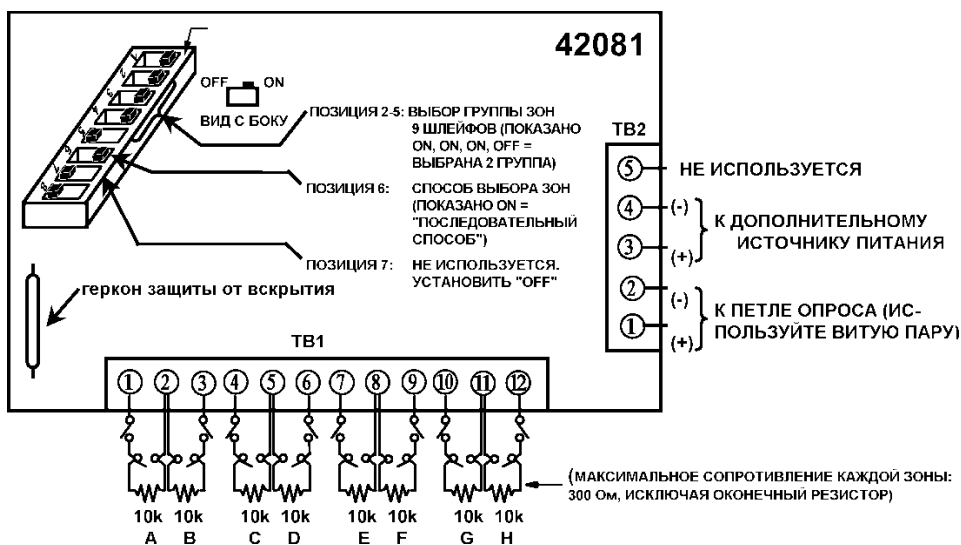 42081
OFF ON
ВИД С БОКУ
ПОЗИЦИЯ 2-5: ВЫБОР ГРУППЫ ЗОН
9 ШЛЕЙФОВ (ПОКАЗАНО
ON, ON, ON, OFF =
ВЫБРАНА 2 ГРУППА)
ПОЗИЦИЯ 6: СПОСОБ ВЫБОРА ЗОН
(ПОКАЗАНО ON =
"ПОСЛЕДОВАТЕЛЬНЫЙ
СПОСОБ")
ПОЗИЦИЯ 7: НЕ ИСПОЛЬЗУЕТСЯ.
УСТАНОВИТЬ "OFF"
геркон защиты от вскрытия
TB2
5 НЕ ИСПОЛЬЗУЕТСЯ
4 (-)
К ДОПОЛНИТЕЛЬНОМУ
ИСТОЧНИКУ ПИТАНИЯ
3 (+)
2 (-)
К ПЕТЛЕ ОПРОСА (ИС-
ПОЛЬЗУЙТЕ ВИТУЮ ПАРУ)
1 (+)
TB1
1 2 3 4 5 6 7 8 9 10 11 12
(МАКСИМАЛЬНОЕ СОПРОТИВЛЕНИЕ КАЖДОЙ ЗОНЫ:
300 Ом, ИСКЛЮЧАЯ ОКОНЕЧНЫЙ РЕЗИСТОР)
10k 10k 10k 10k 10k 10k 10k 10k
A B C D E F G H